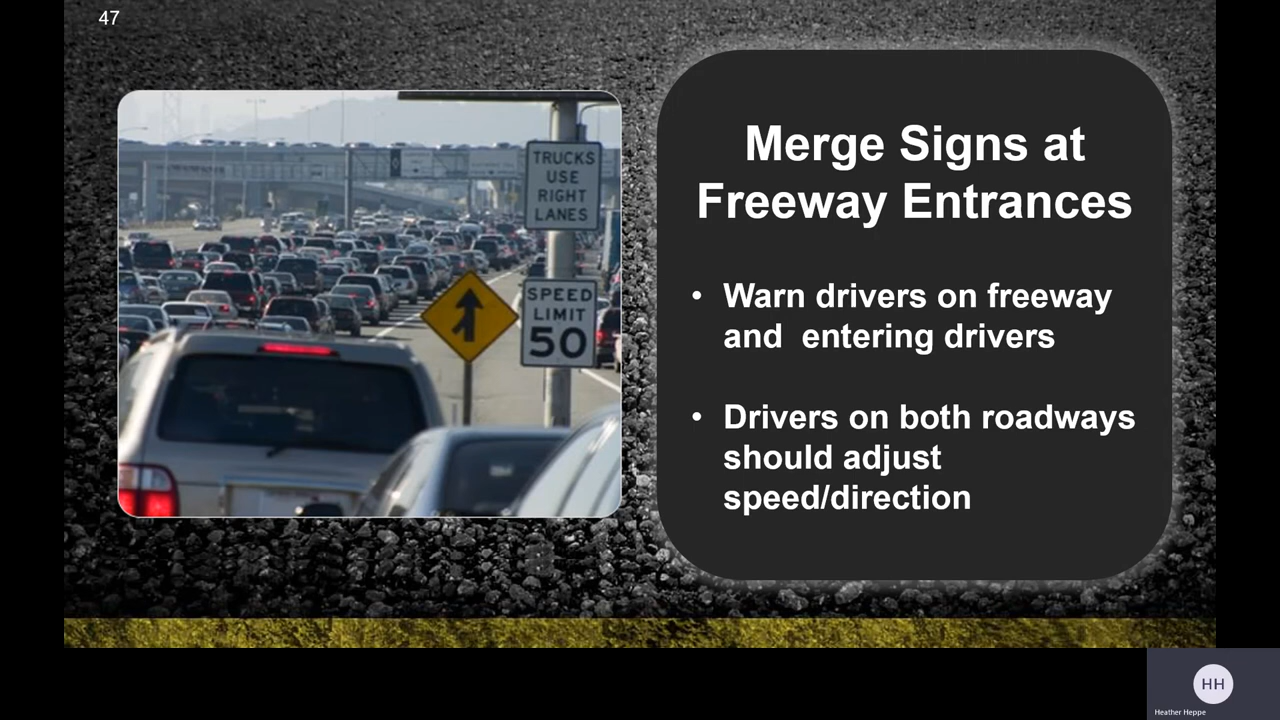 47
TRUCKS
USE
RIGHT
LANES
SPEED
LIMIT
50
Merge Signs at
Freeway Entrances
• Warn drivers on freeway
and  entering drivers
• Drivers on both roadways
should adjust
speed/direction
HH
Heather Heppe